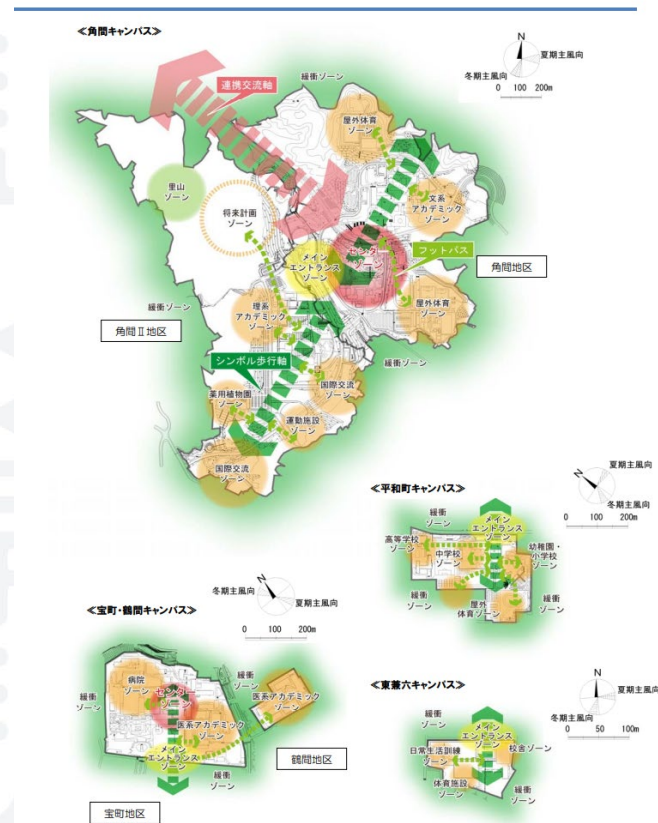 ≪角間キャンパス≫
N
夏期主風向
冬期主風向
0 100 200m
緩衝ゾーン
連携交流軸
屋外体育
ゾーン
里山
ゾーン
将来計画
ゾーン
文系
アカデミック
ゾーン
メイン
エントランス
ゾーン
センター
ゾーン
フットパス
角間地区
緩衝ゾーン
理系
アカデミック
ゾーン
屋外体育
ゾーン
角間Ⅱ地区
緩衝ゾーン
シンボル歩行軸
国際交流
ゾーン
薬用植物園
ゾーン
運動施設
ゾーン
国際交流
ゾーン
≪平和町キャンパス≫
N
夏期主風向
冬期主風向
0 100 200m
緩衝
ゾーン
メイン
エントランス
ゾーン
高等学校
ゾーン
中学校
ゾーン
幼稚園・
小学校
ゾーン
緩衝
ゾーン
屋外
体育ゾーン
緩衝
ゾーン
≪宝町・鶴間キャンパス≫
N
冬期主風向
夏期主風向
0 100 200m
病院
ゾーン
センター
ゾーン
緩衝
ゾーン
緩衝
ゾーン
医系アカデミック
ゾーン
医系アカデミック
ゾーン
メイン
エントランス
ゾーン
緩衝
ゾーン
鶴間地区
宝町地区
≪東兼六キャンパス≫
N
夏期主風向
冬期主風向
0 50 100m
緩衝
ゾーン
メイン
エントランス
ゾーン
日常生活訓練
ゾーン
校舎ゾーン
体育施設
ゾーン
緩衝
ゾーン